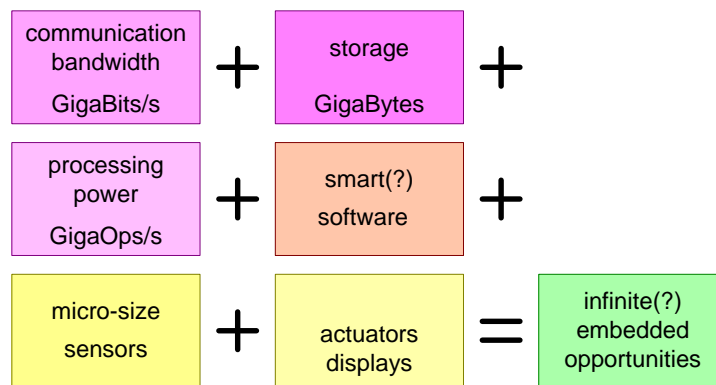 communication
bandwidth
GigaBits/s
+
storage
GigaBytes
+
processing
power
GigaOps/s
+
smart(?)
software
+
micro-size
sensors
+
actuators
displays
=
infinite(?)
embedded
opportunities